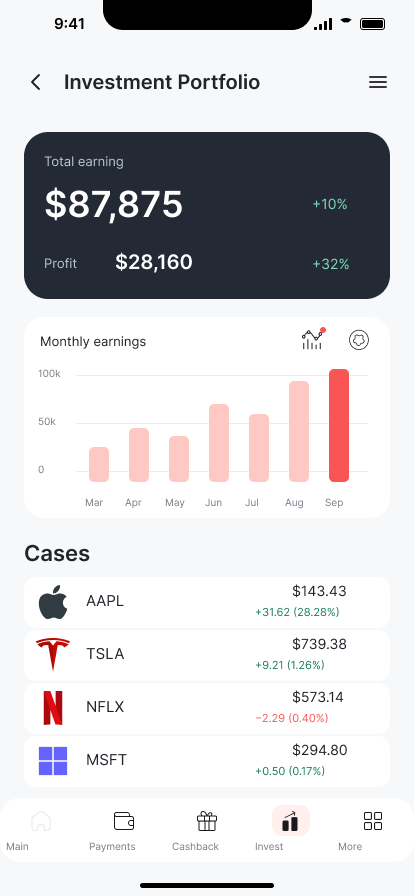 9:41
Investment Portfolio
Total earning
$87,875 +10%
Profit $28,160 +32%
Monthly earnings
100k
50k
0
Mar Apr May Jun Jul Aug Sep
Cases
AAPL $143.43
+31.62 (28.28%)
TSLA $739.38
+9.21 (1.26%)
NFLX $573.14
−2.29 (0.40%)
MSFT $294.80
+0.50 (0.17%)
Main Payments Cashback Invest More